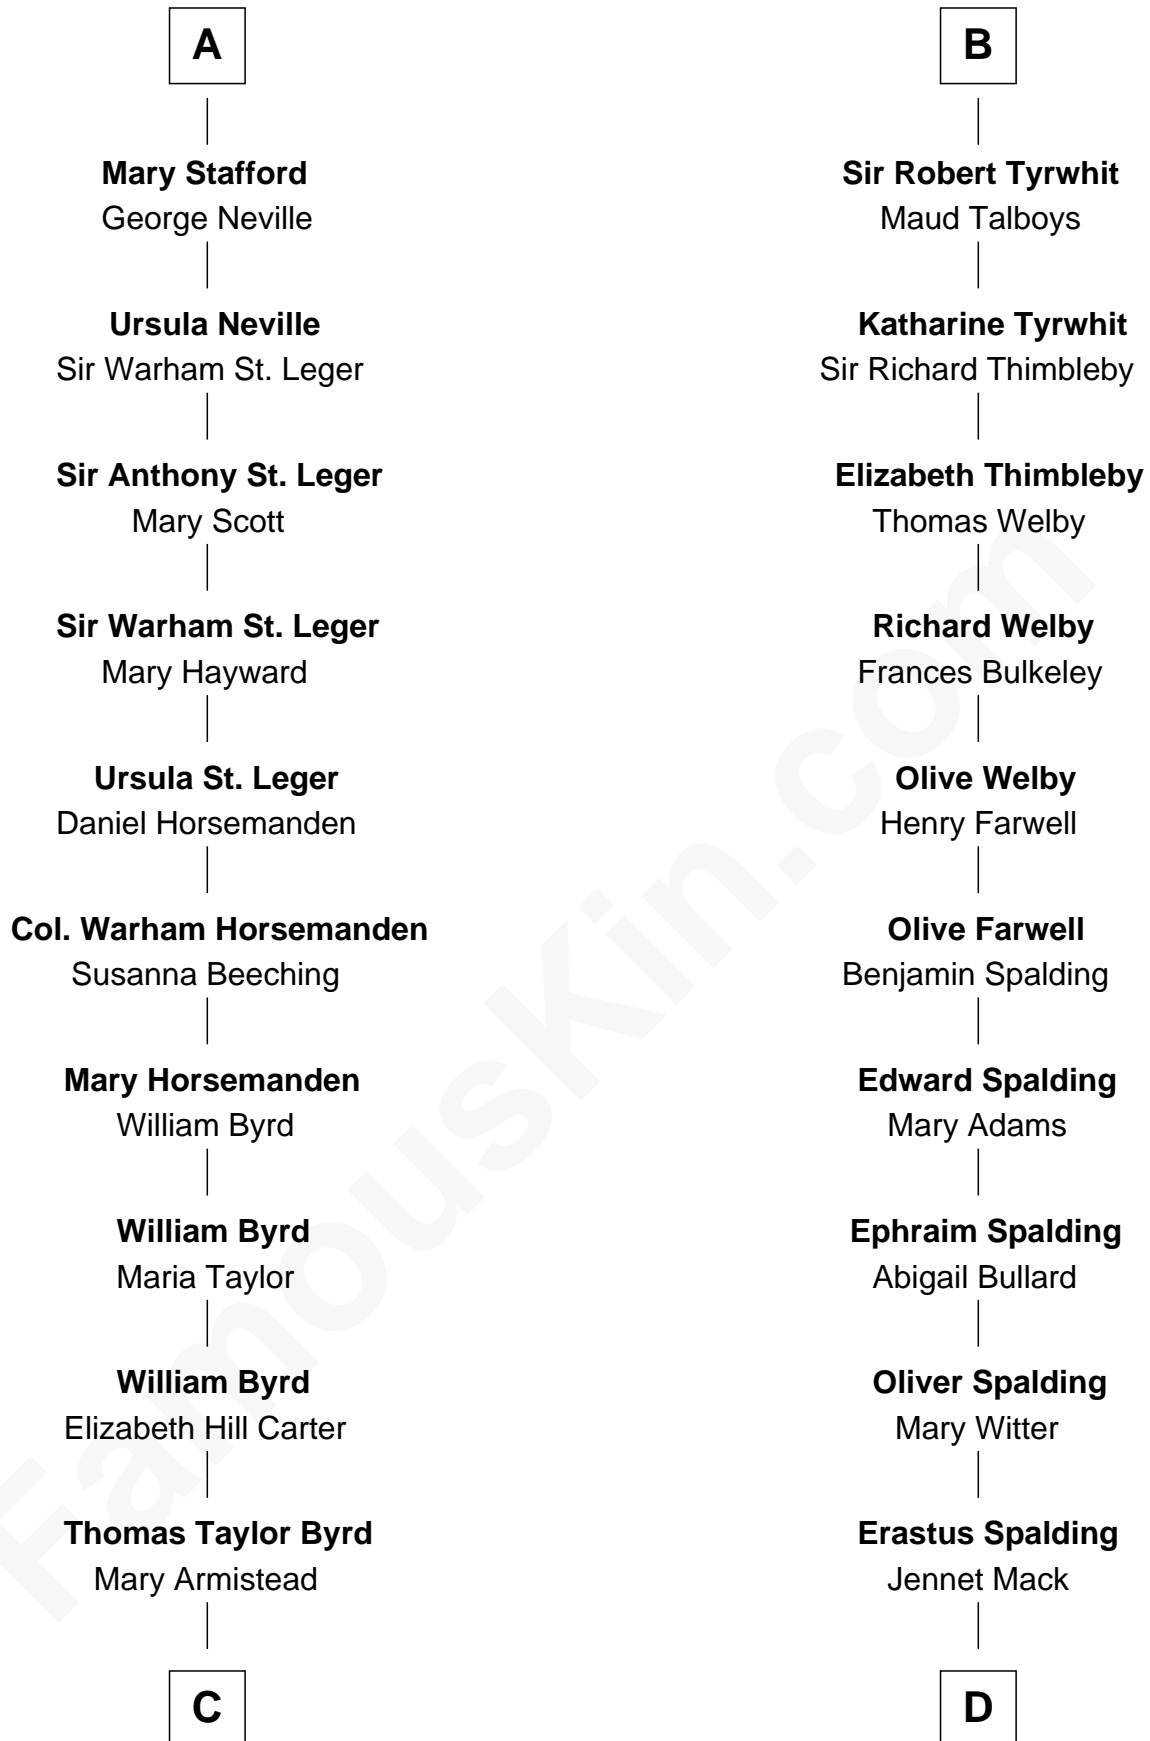 A
Mary Stafford
George Neville
Ursula Neville
Sir Warham St. Leger
Sir Anthony St. Leger
Mary Scott
Sir Warham St. Leger
Mary Hayward
Ursula St. Leger
Daniel Horsemanden
Col. Warham Horsemanden
Susanna Beeching
Mary Horsemanden
William Byrd
William Byrd
Maria Taylor
William Byrd
Elizabeth Hill Carter
Thomas Taylor Byrd
Mary Armistead
C
B
Sir Robert Tyrwhit
Maud Talboys
Katharine Tyrwhit
Sir Richard Thimbleby
Elizabeth Thimbleby
Thomas Welby
Richard Welby
Frances Bulkeley
Olive Welby
Henry Farwell
Olive Farwell
Benjamin Spalding
Edward Spalding
Mary Adams
Ephraim Spalding
Abigail Bullard
Oliver Spalding
Mary Witter
Erastus Spalding
Jennet Mack
D
FamousKin.com